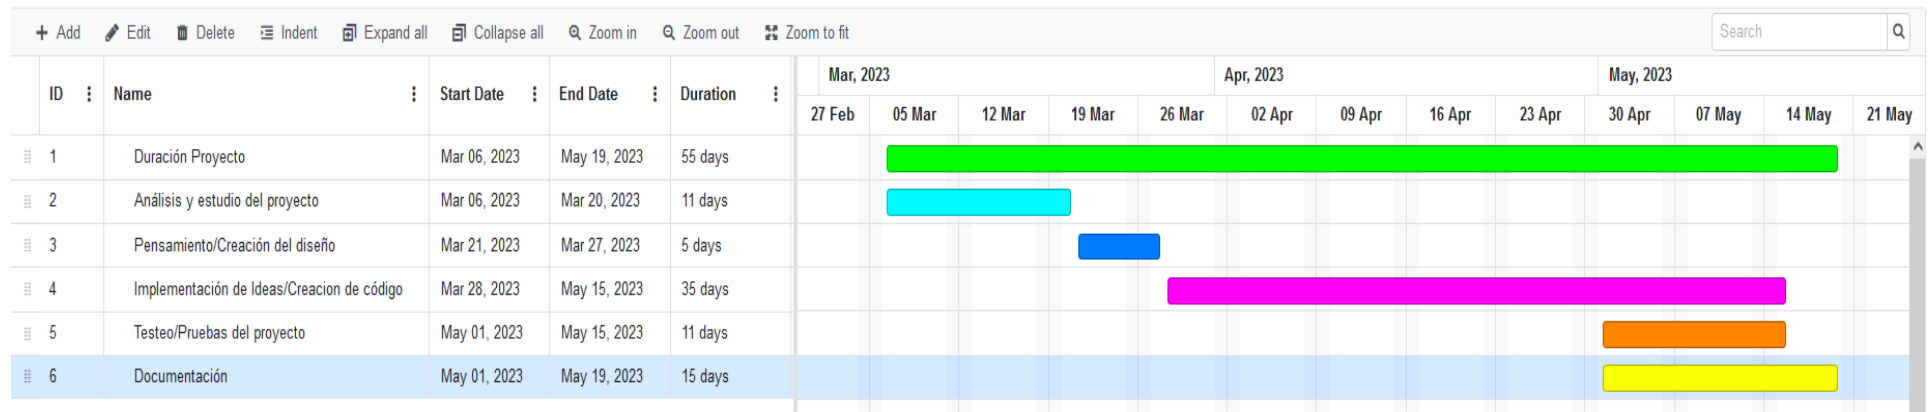 Add Edit Delete Indent Expand all Collapse all Zoom in Zoom out Zoom to fit Search
ID Name Start Date End Date Duration Mar, 2023 Apr, 2023 May, 2023
27 Feb 05 Mar 12 Mar 19 Mar 26 Mar 02 Apr 09 Apr 16 Apr 23 Apr 30 Apr 07 May 14 May 21 May
1 Duración Proyecto Mar 06, 2023 May 19, 2023 55 days
2 Análisis y estudio del proyecto Mar 06, 2023 Mar 20, 2023 11 days
3 Pensamiento/Creación del diseño Mar 21, 2023 Mar 27, 2023 5 days
4 Implementación de Ideas/Creacion de código Mar 28, 2023 May 15, 2023 35 days
5 Testeo/Pruebas del proyecto May 01, 2023 May 15, 2023 11 days
6 Documentación May 01, 2023 May 19, 2023 15 days